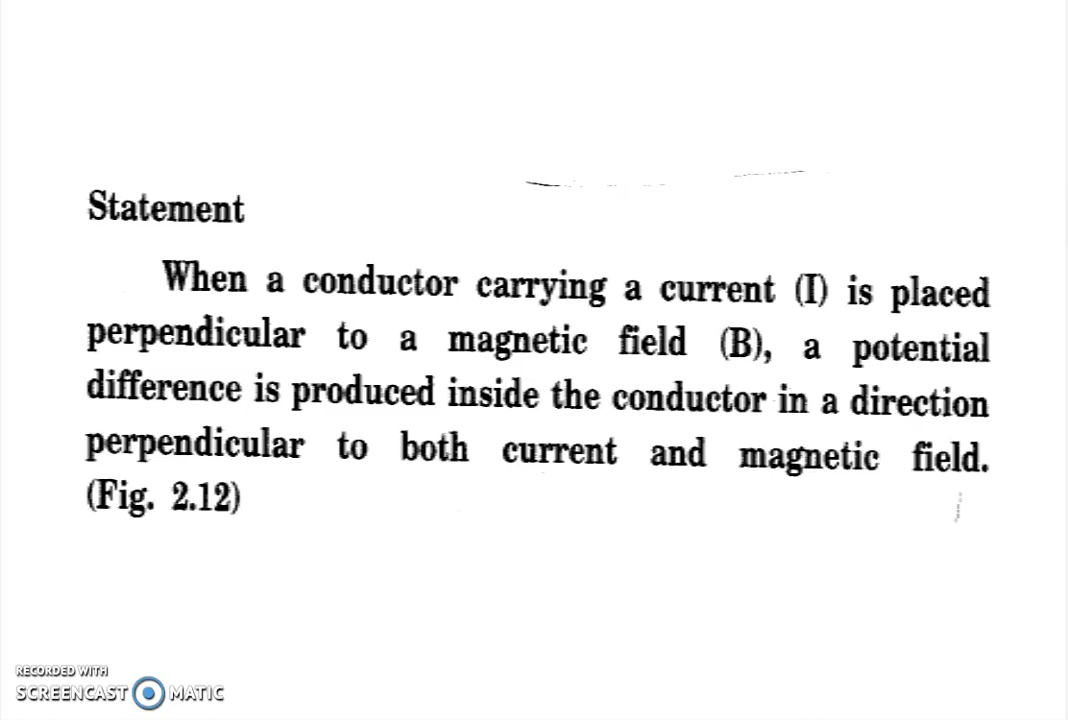 Statement
When a conductor carrying a current (I) is placed
perpendicular to a magnetic field (B), a potential
difference is produced inside the conductor in a direction
perpendicular to both current and magnetic field.
(Fig. 2.12)
RECORDED WITH
SCREENCAST MATIC